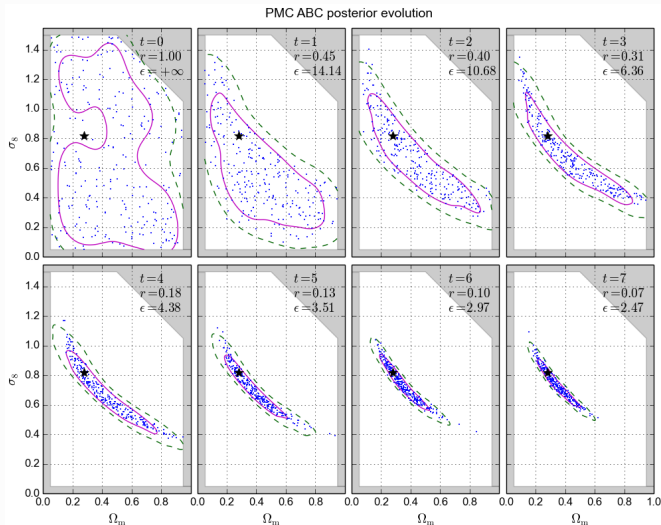 PMC ABC posterior evolution
1.4
1.2
1.0
0.8
0.6
0.4
0.2
0.0
σ₈
t=0
r=1.00
ϵ=+∞
t=1
r=0.45
ϵ=14.14
t=2
r=0.40
ϵ=10.68
t=3
r=0.31
ϵ=6.36
1.4
1.2
1.0
0.8
0.6
0.4
0.2
0.0
σ₈
t=4
r=0.18
ϵ=4.38
t=5
r=0.13
ϵ=3.51
t=6
r=0.10
ϵ=2.97
t=7
r=0.07
ϵ=2.47
0.0 0.2 0.4 0.6 0.8 0.0 0.2 0.4 0.6 0.8 0.0 0.2 0.4 0.6 0.8 0.0 0.2 0.4 0.6 0.8 1.0
Ωₘ Ωₘ Ωₘ Ωₘ